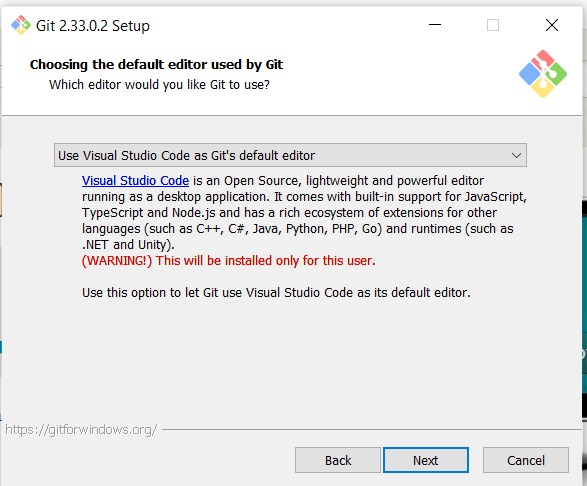 Git 2.33.0.2 Setup
Choosing the default editor used by Git
Which editor would you like Git to use?
Use Visual Studio Code as Git's default editor
Visual Studio Code is an Open Source, lightweight and powerful editor
running as a desktop application. It comes with built-in support for JavaScript,
TypeScript and Node.js and has a rich ecosystem of extensions for other
languages (such as C++, C#, Java, Python, PHP, Go) and runtimes (such as
.NET and Unity).
(WARNING!) This will be installed only for this user.
Use this option to let Git use Visual Studio Code as its default editor.
https://gitforwindows.org/
Back
Next
Cancel